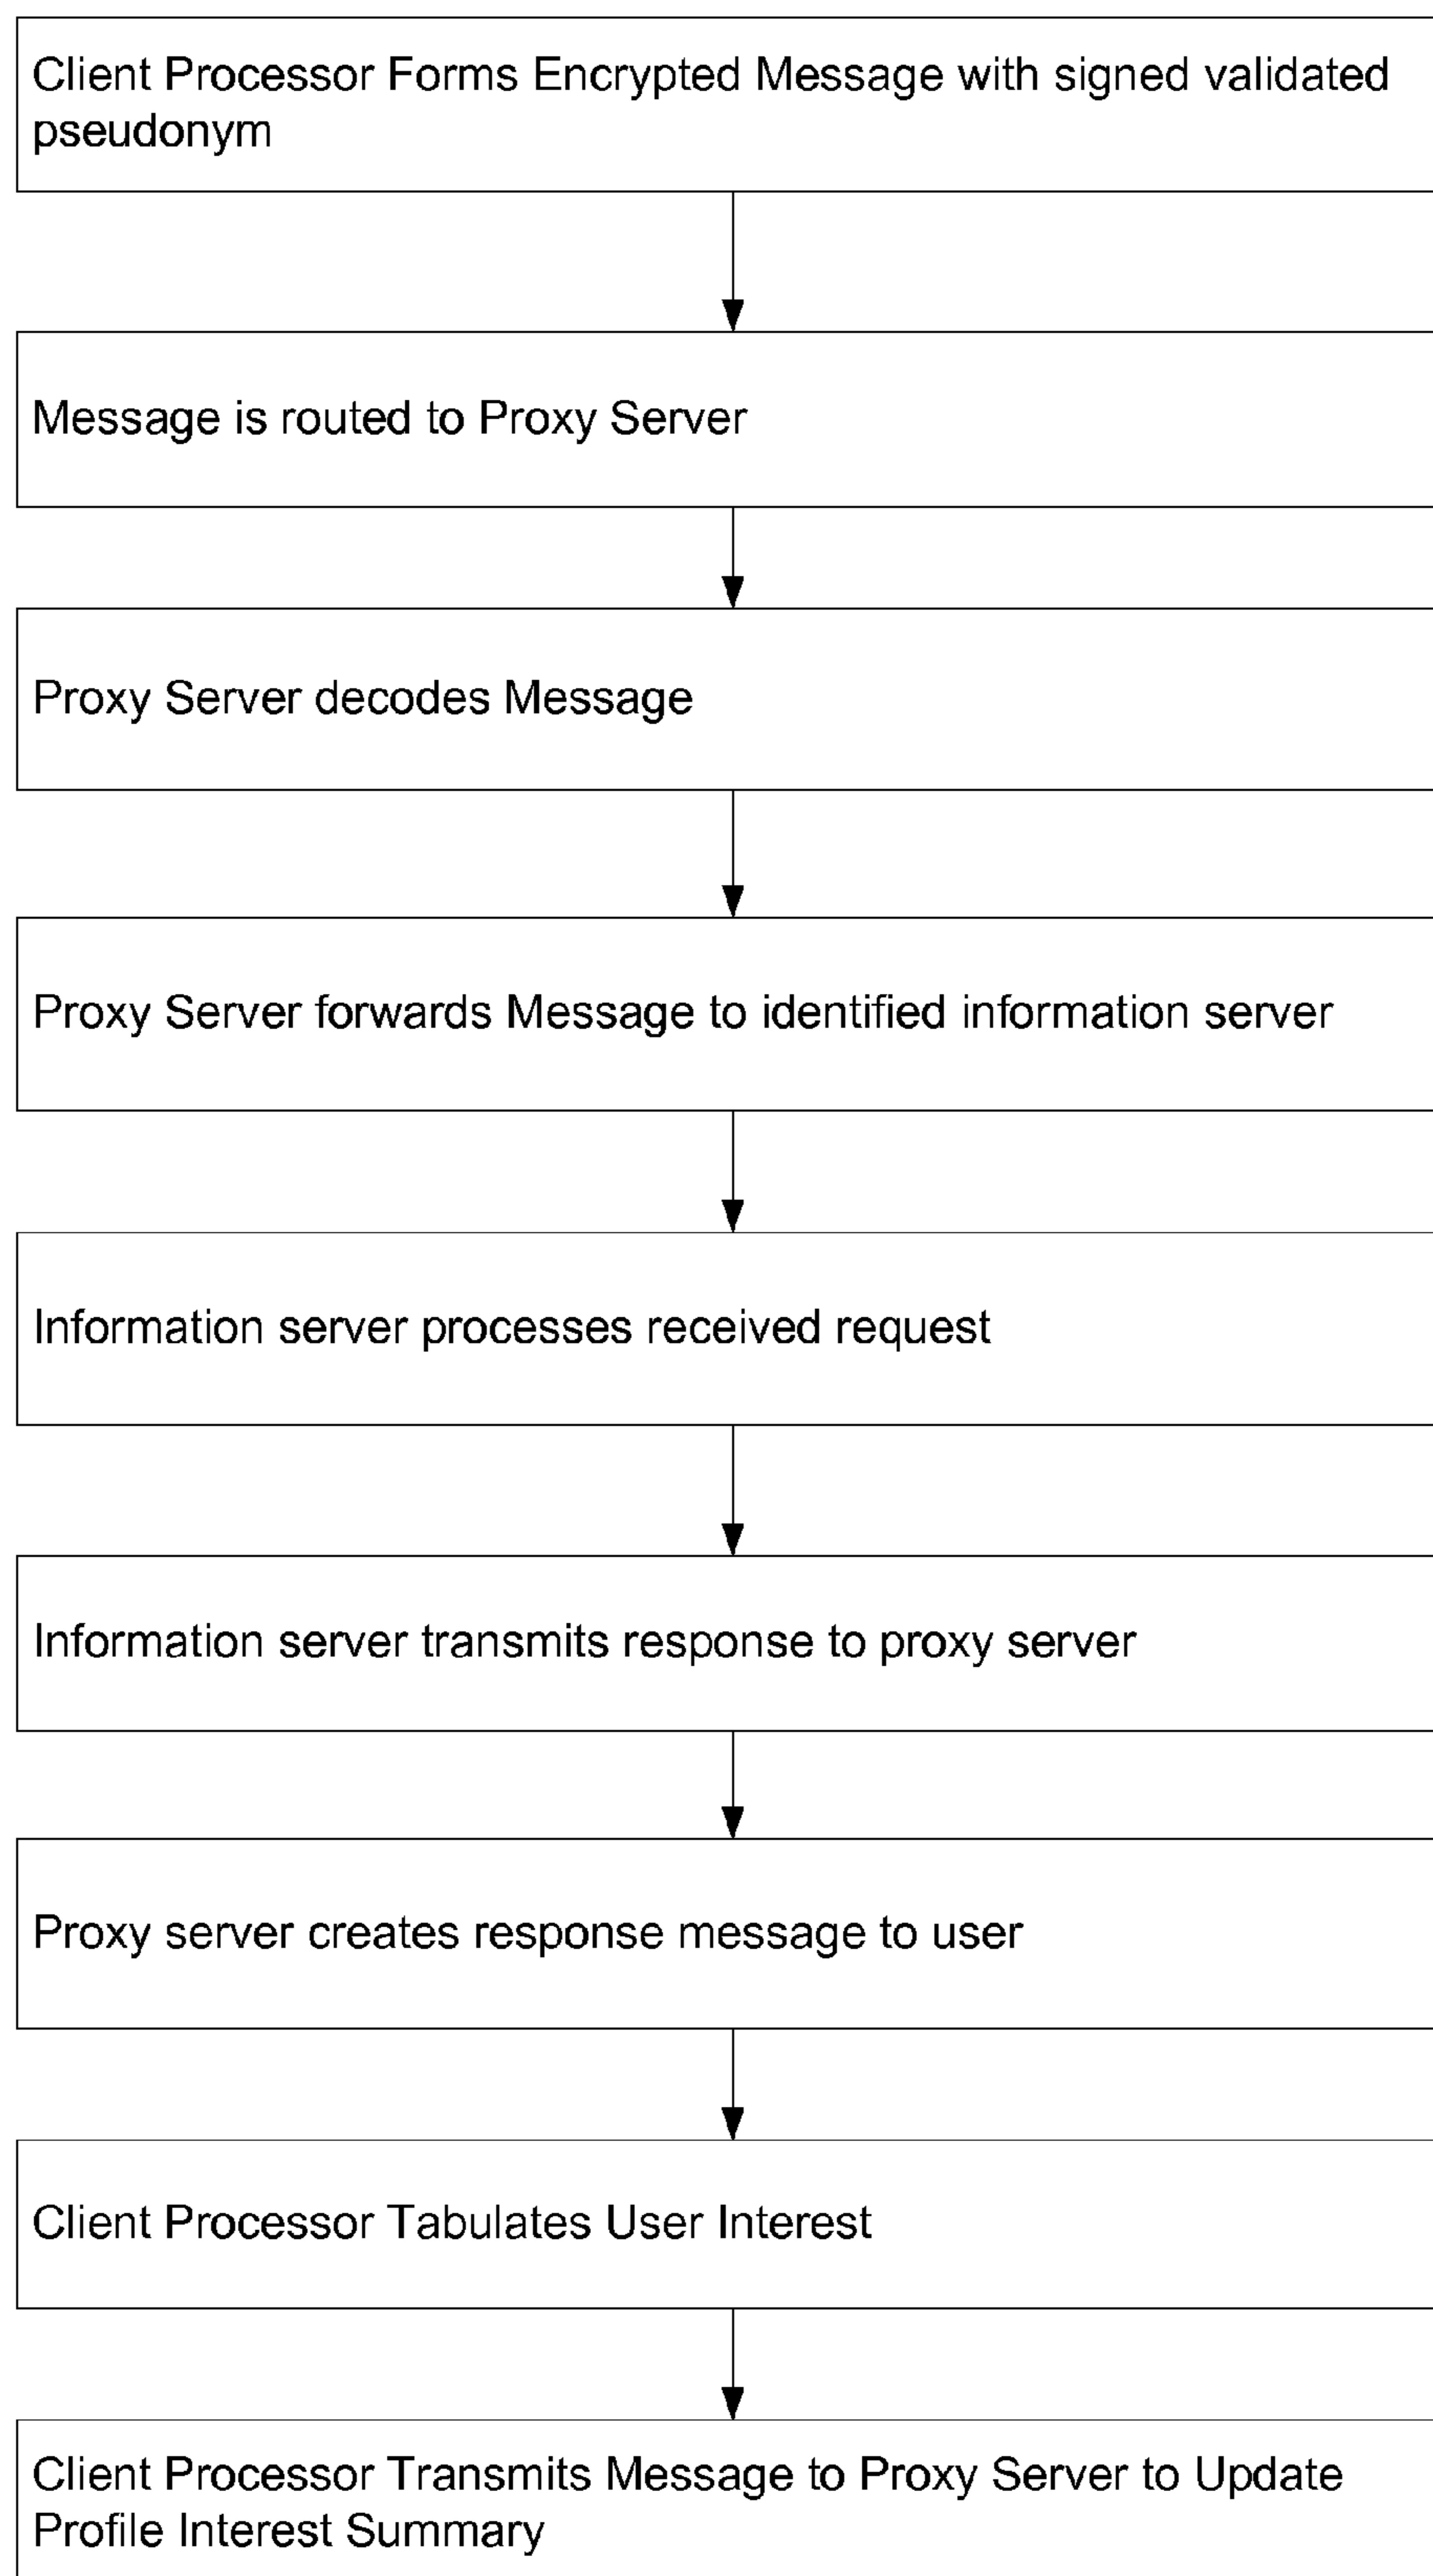 Client Processor Forms Encrypted Message with signed validated
pseudonym
Message is routed to Proxy Server
Proxy Server decodes Message
Proxy Server forwards Message to identified information server
Information server processes received request
Information server transmits response to proxy server
Proxy server creates response message to user
Client Processor Tabulates User Interest
Client Processor Transmits Message to Proxy Server to Update
Profile Interest Summary